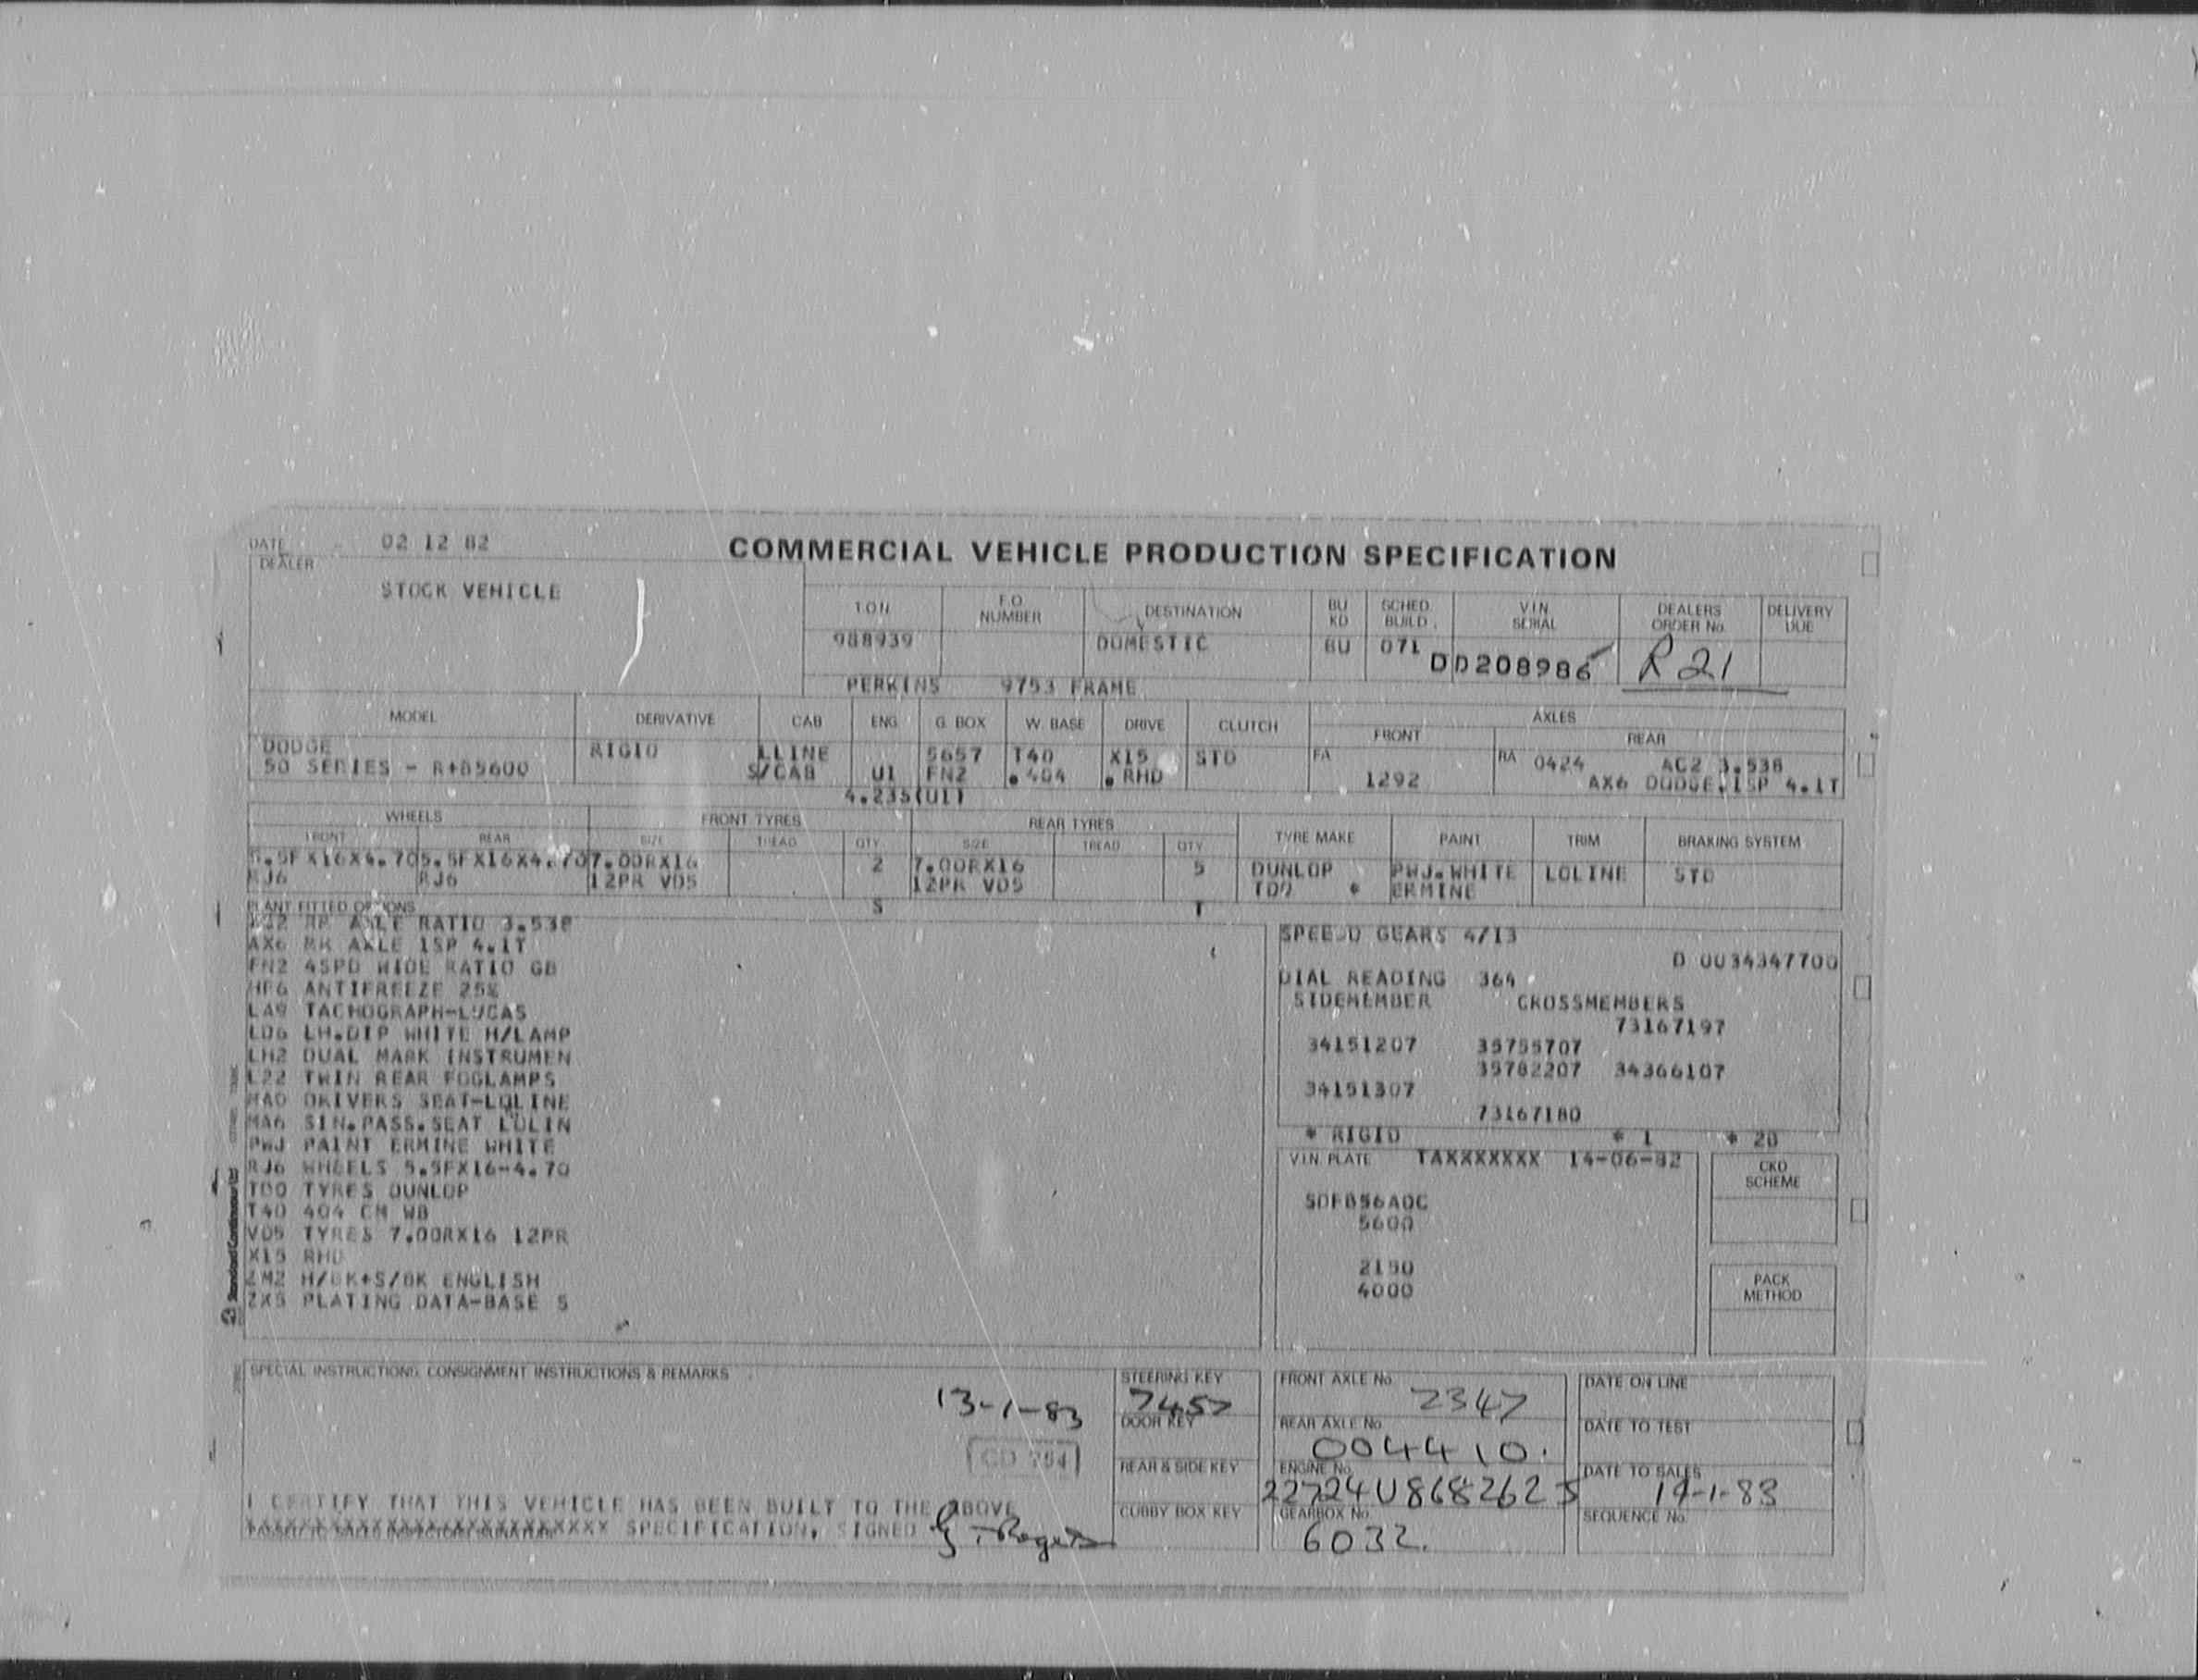 DATE 02 12 82
COMMERCIAL VEHICLE PRODUCTION SPECIFICATION
DEALER
STOCK VEHICLE
T.O.N. F.O. NUMBER DESTINATION BU KD SCHED. BUILD. V.I.N. SERIAL DEALERS ORDER No. DELIVERY DUE
988939 DOMESTIC BU 071 DD208986 R21
PERKINS 9753 FRAME
MODEL DERIVATIVE CAB ENG G. BOX W. BASE DRIVE CLUTCH AXLES
FRONT REAR
DODGE RIGID LLINE 5657 T40 X15 STD FA RA 0424 AC2 3.538
50 SERIES - R+B5600 S/CAB U1 FN2 .404 . RHD 1292 AX6 DODGE.1SP 4.1T
4.235(U1)
WHEELS FRONT TYRES REAR TYRES TYRE MAKE PAINT TRIM BRAKING SYSTEM
FRONT REAR SIZE TREAD QTY SIZE TREAD QTY
5.5FX16X4.70 5.5FX16X4.70 7.00RX16 2 7.00RX16 5 DUNLOP PWJ.WHITE LOLINE STD
RJ6 RJ6 12PR VD5 12PR VD5 TDO * ERMINE
S T
PLANT FITTED OPTIONS
AC2 RR AXLE RATIO 3.538
AX6 RR AXLE 1SP 4.1T
FN2 4SPD WIDE RATIO GB
HF6 ANTIFREEZE 25%
LA9 TACHOGRAPH-LUCAS
LD6 LH.DIP WHITE H/LAMP
LH2 DUAL MARK INSTRUMEN
L22 TWIN REAR FOGLAMPS
MA0 DRIVERS SEAT-LOLINE
MA6 SIN.PASS.SEAT LOLIN
PWJ PAINT ERMINE WHITE
RJ6 WHEELS 5.5FX16-4.70
TDO TYRES DUNLOP
T40 404 CM WB
VD5 TYRES 7.00RX16 12PR
X15 RHD
ZM2 H/BK+S/BK ENGLISH
ZX5 PLATING DATA-BASE 5
SPEEDO GEARS 4/13
D 0034347700
DIAL READING 364
SIDEMEMBER CROSSMEMBERS
73167197
34151207 35755707
35782207 34366107
34151307
73167180
* RIGID * 1 * 20
V.I.N. PLATE TAXXXXXXX 14-06-82
SDFB56A0C
5600
2150
4000
CKD SCHEME
PACK METHOD
Standard Continuous Ltd
SPECIAL INSTRUCTIONS, CONSIGNMENT INSTRUCTIONS & REMARKS
13-1-83
CD 254
I CERTIFY THAT THIS VEHICLE HAS BEEN BUILT TO THE ABOVE
SPECIFICATION, SIGNED G. Rogers
STEERING KEY
7457
DOOR KEY
REAR & SIDE KEY
CUBBY BOX KEY
FRONT AXLE No.
2347
REAR AXLE No.
004410.
ENGINE No.
22724U868262J
GEARBOX No.
6032.
DATE ON LINE
DATE TO TEST
DATE TO SALES
19-1-83
SEQUENCE No.